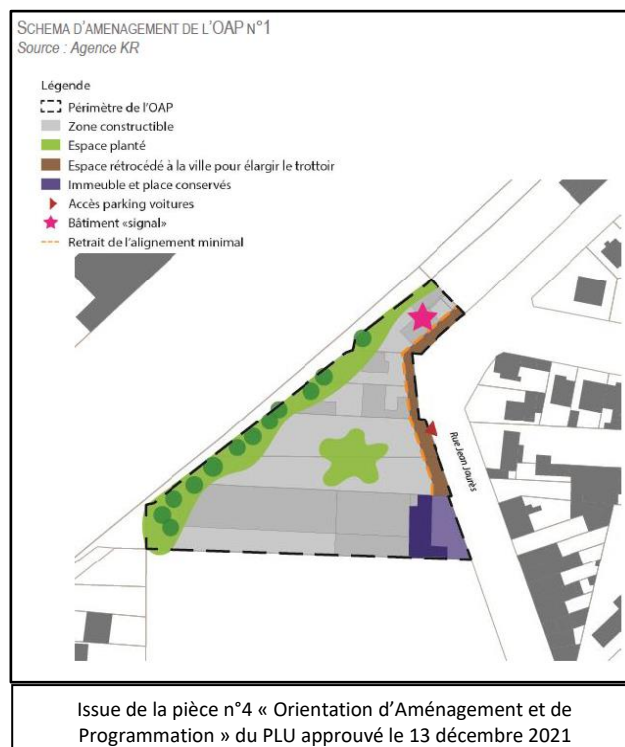 SCHEMA D'AMENAGEMENT DE L'OAP N°1
Source : Agence KR
Légende
Périmètre de l'OAP
Zone constructible
Espace planté
Espace rétrocédé à la ville pour élargir le trottoir
Immeuble et place conservés
Accès parking voitures
Bâtiment «signal»
Retrait de l'alignement minimal
Rue Jean Jaurès
Issue de la pièce n°4 « Orientation d'Aménagement et de
Programmation » du PLU approuvé le 13 décembre 2021